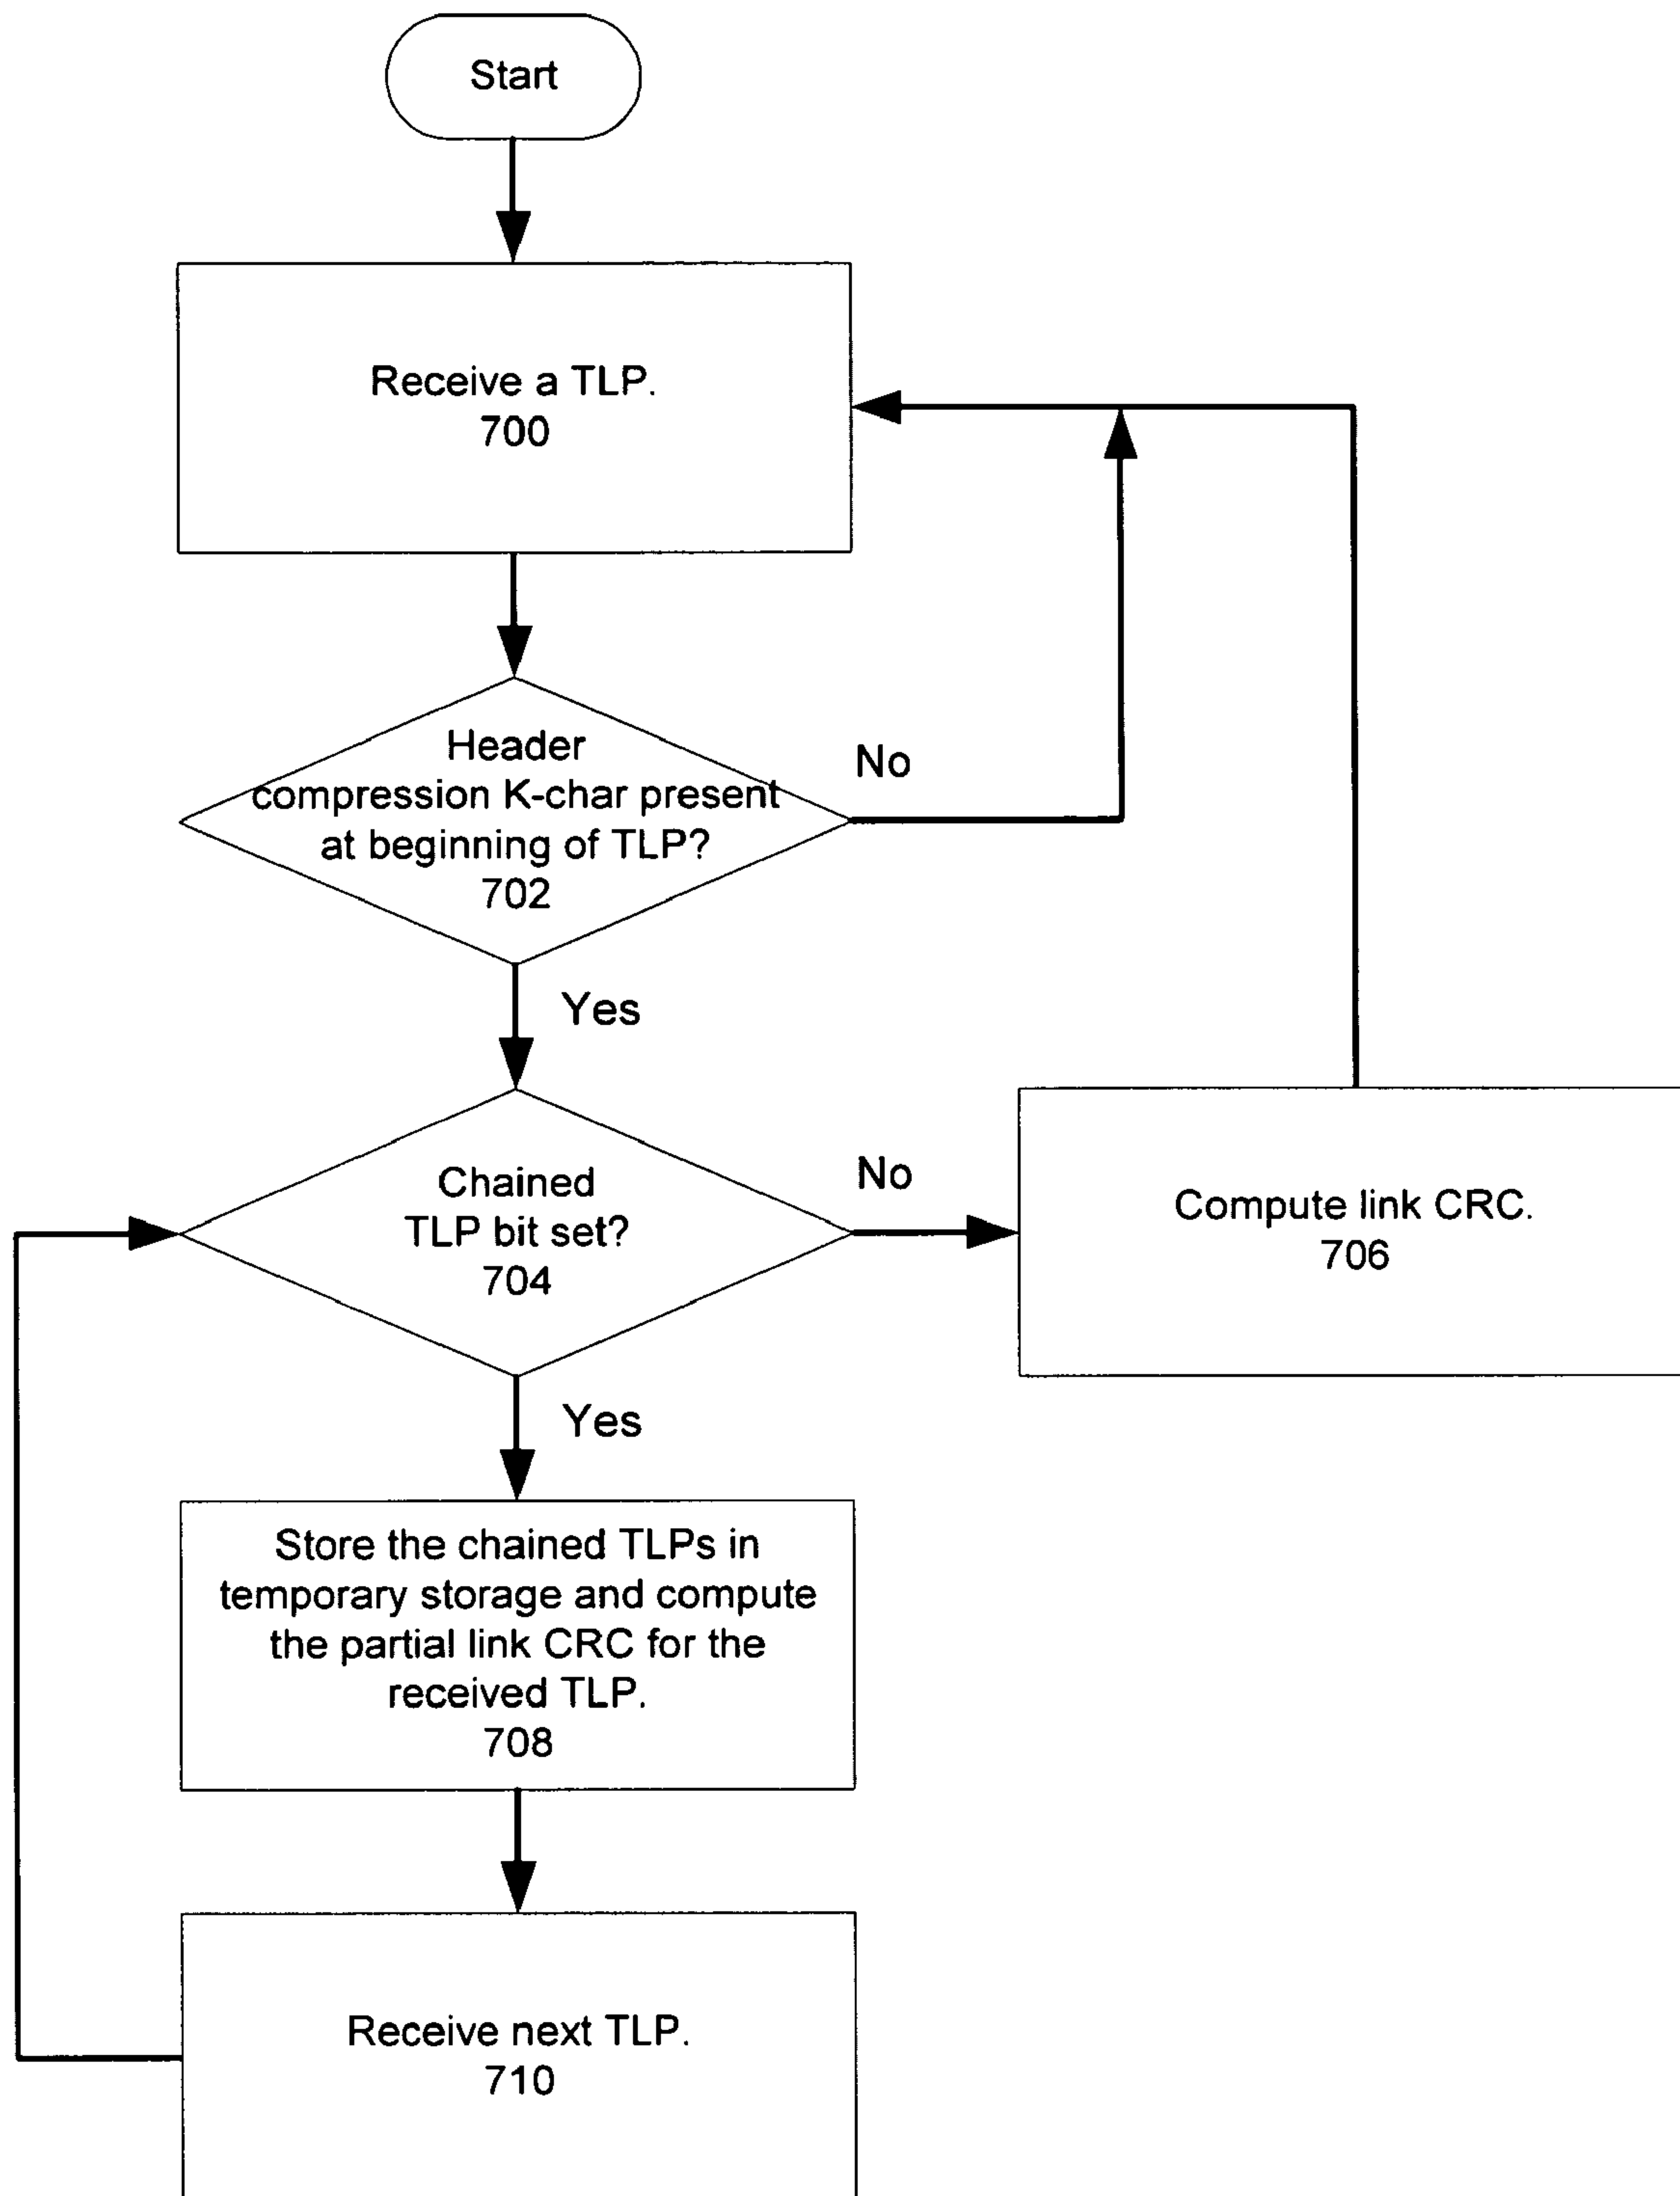 Start
Receive a TLP.
700
Header
compression K-char present
at beginning of TLP?
702
No
Yes
Chained
TLP bit set?
704
No
Compute link CRC.
706
Yes
Store the chained TLPs in
temporary storage and compute
the partial link CRC for the
received TLP.
708
Receive next TLP.
710